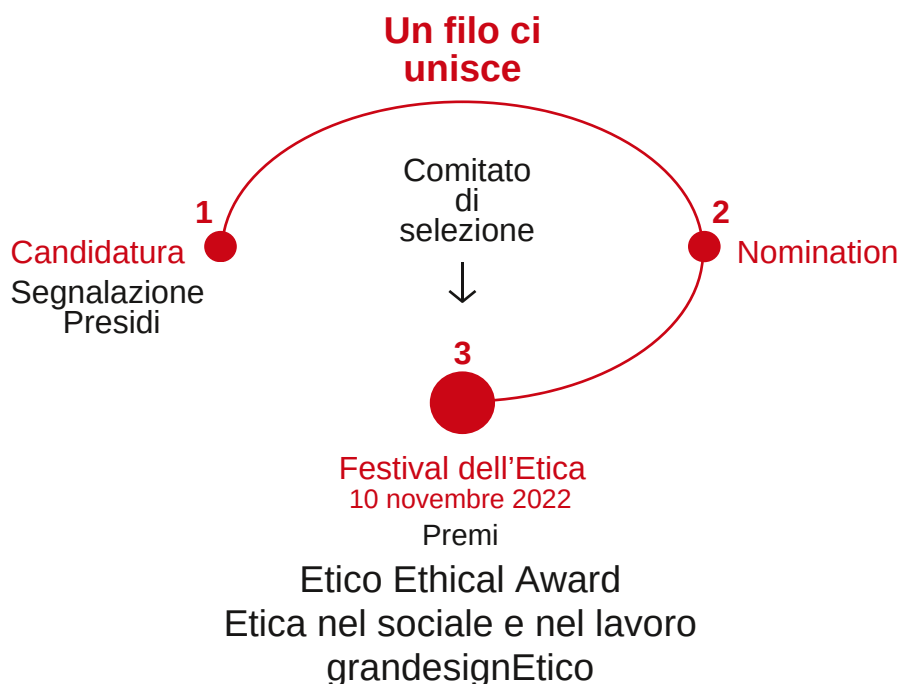 Un filo ci
unisce
Comitato
di
selezione
1
Candidatura
Segnalazione
Presidi
2
Nomination
3
Festival dell’Etica
10 novembre 2022
Premi
Etico Ethical Award
Etica nel sociale e nel lavoro
grandesignEtico